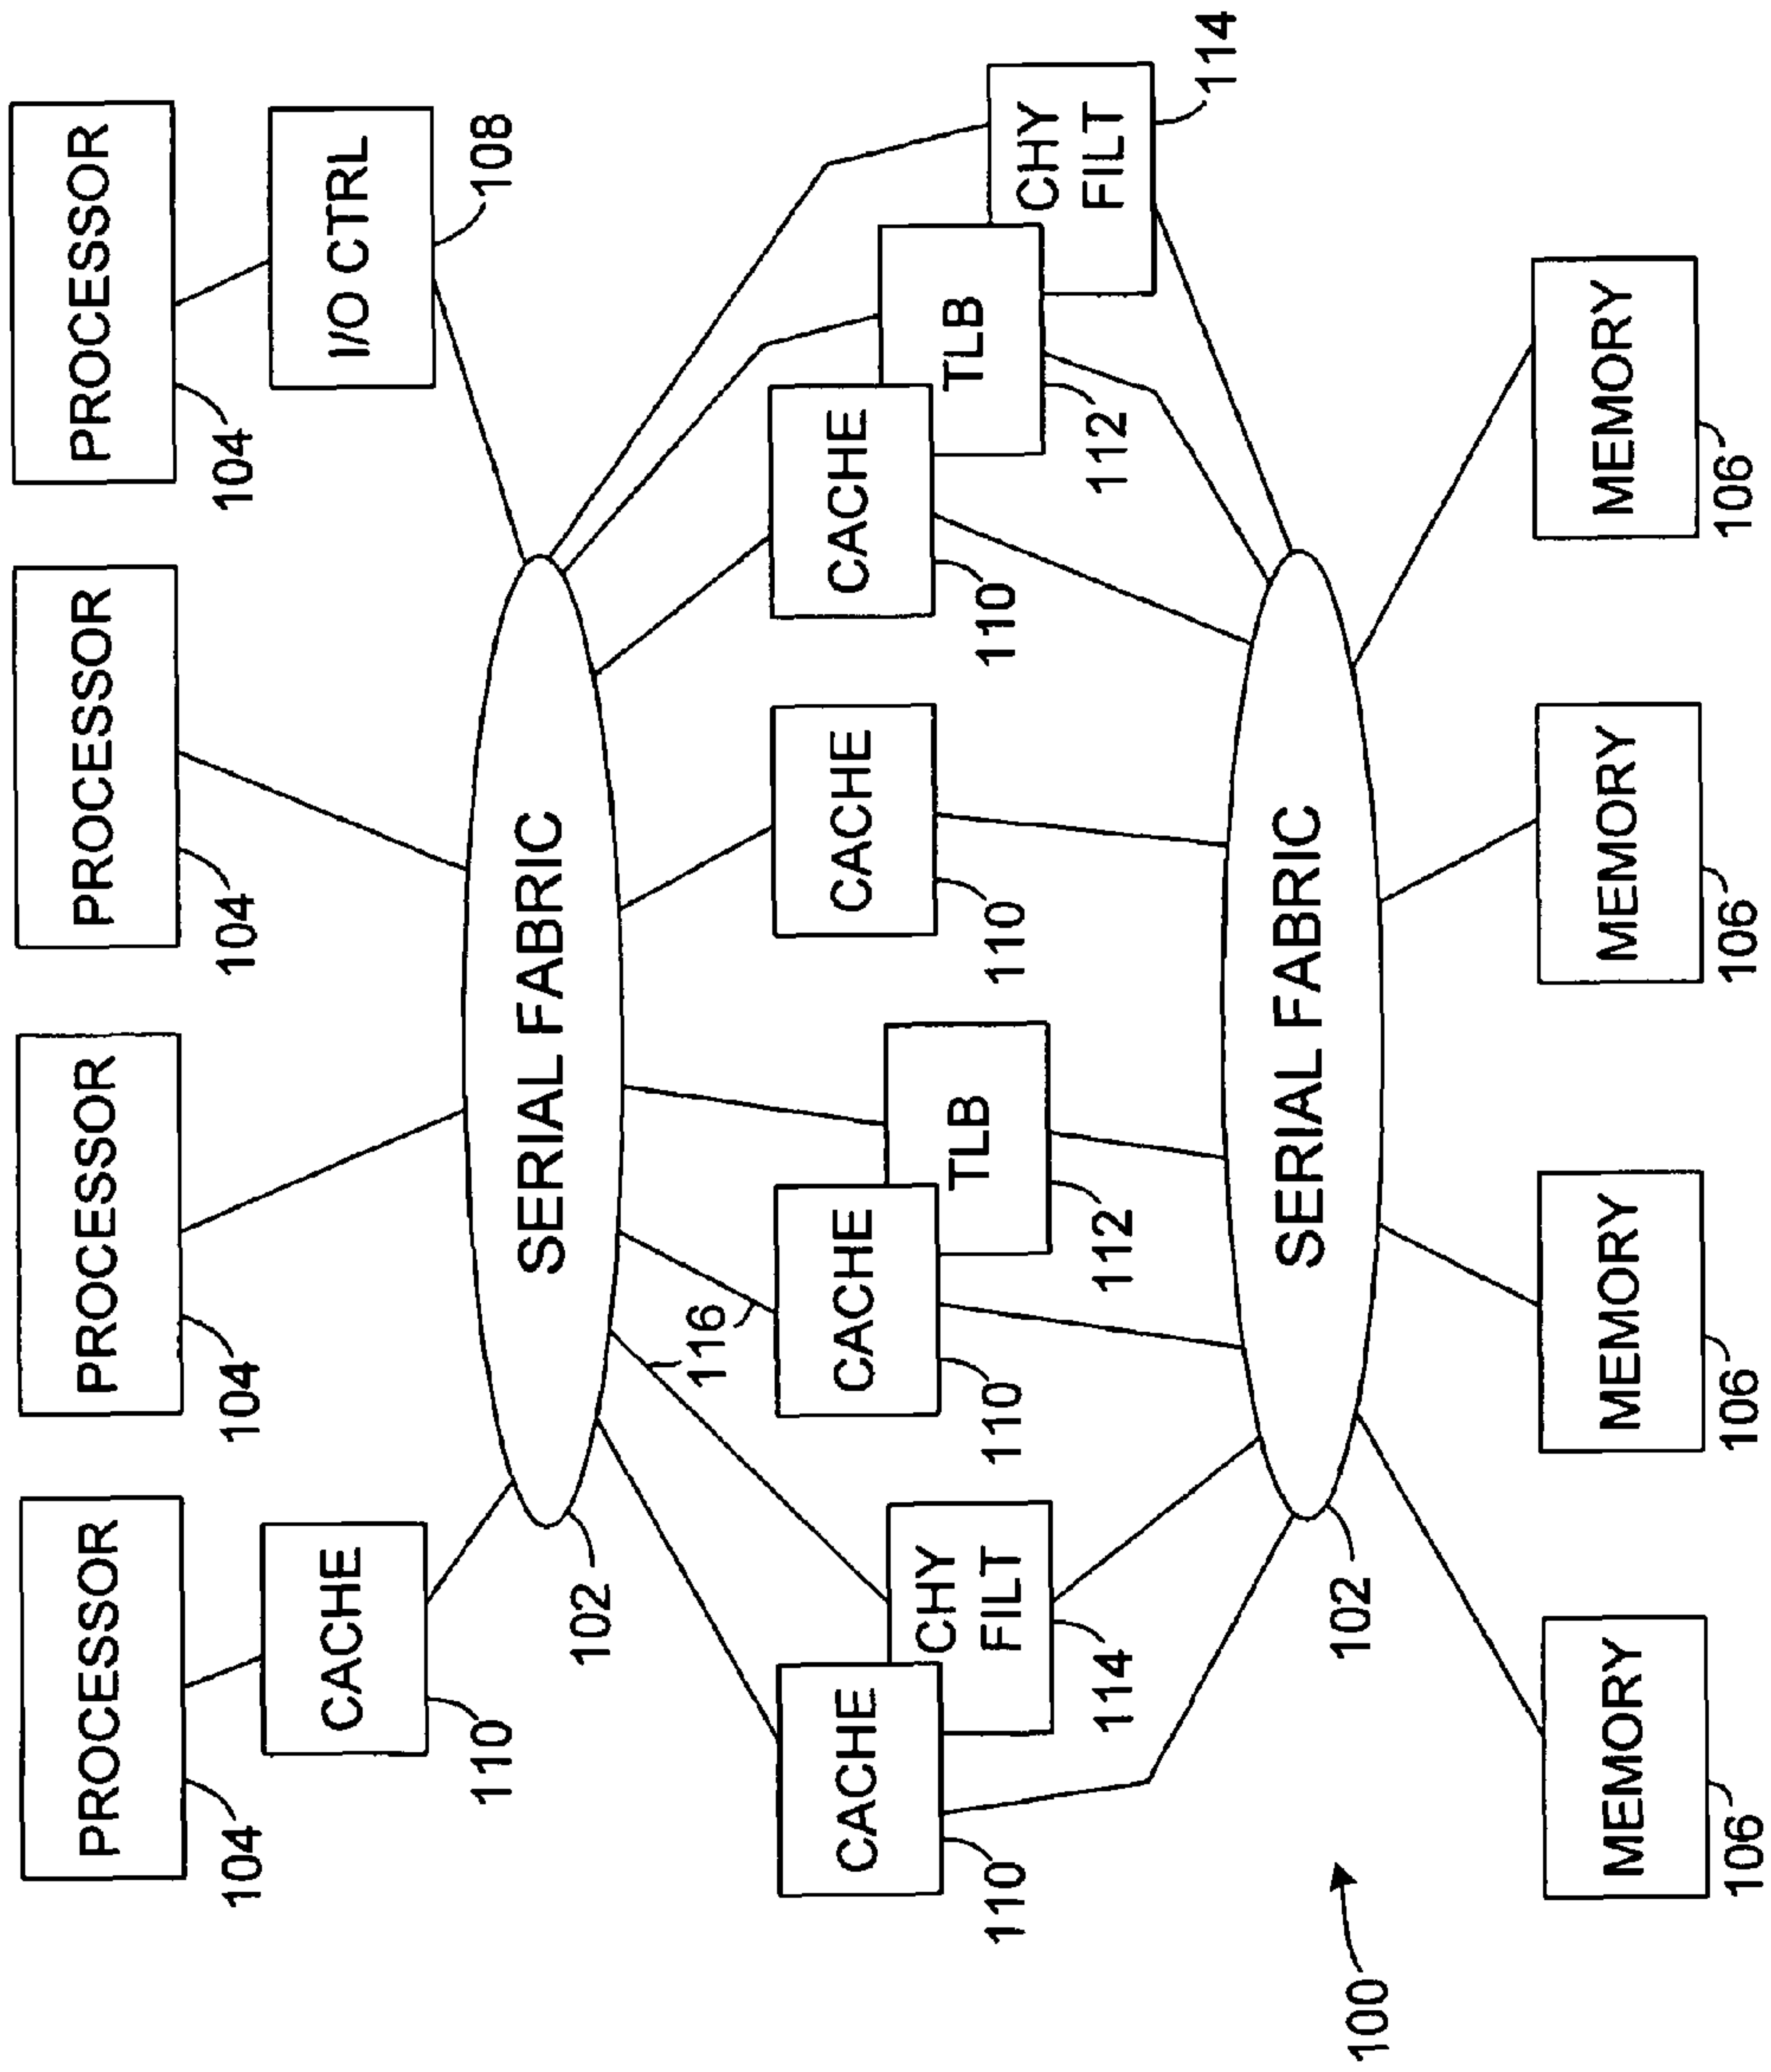 PROCESSOR
PROCESSOR
PROCESSOR
PROCESSOR
104
104
104
104
CACHE
I/O CTRL
110
108
SERIAL FABRIC
102
116
CACHE
CHY
FILT
CACHE
TLB
CACHE
CACHE
TLB
CHY
FILT
110
114
110
112
110
110
112
114
SERIAL FABRIC
102
100
MEMORY
MEMORY
MEMORY
MEMORY
106
106
106
106